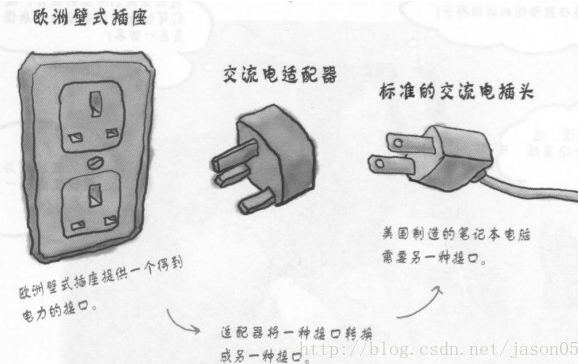 欧洲壁式插座
交流电适配器
标准的交流电插头
美国制造的笔记本电脑
需要另一种接口。
欧洲壁式插座提供一个得到
电力的接口。
适配器将一种接口转换
成另一种接口。
http://blog.csdn.net/jason05